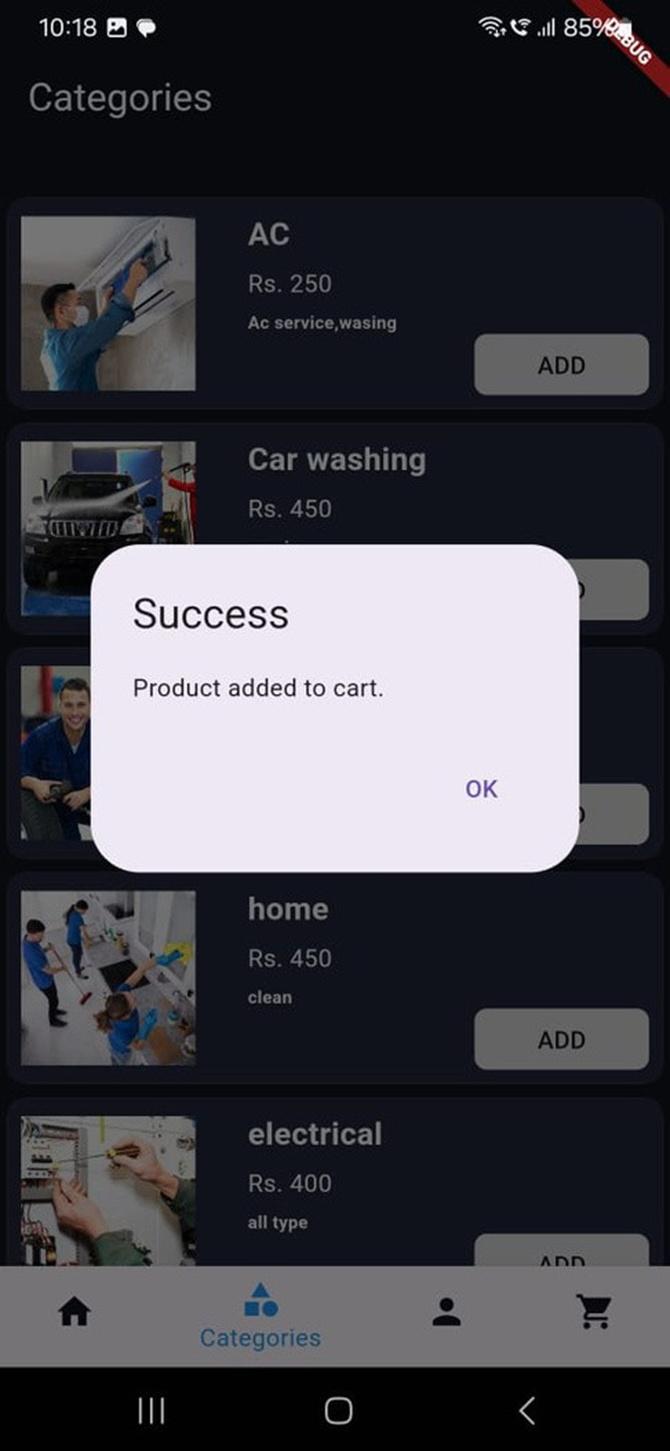 10:18 85%
DEBUG
Categories
AC
Rs. 250
Ac service,wasing
ADD
Car washing
Rs. 450
Success
Product added to cart.
OK
home
Rs. 450
clean
ADD
electrical
Rs. 400
all type
ADD
Categories